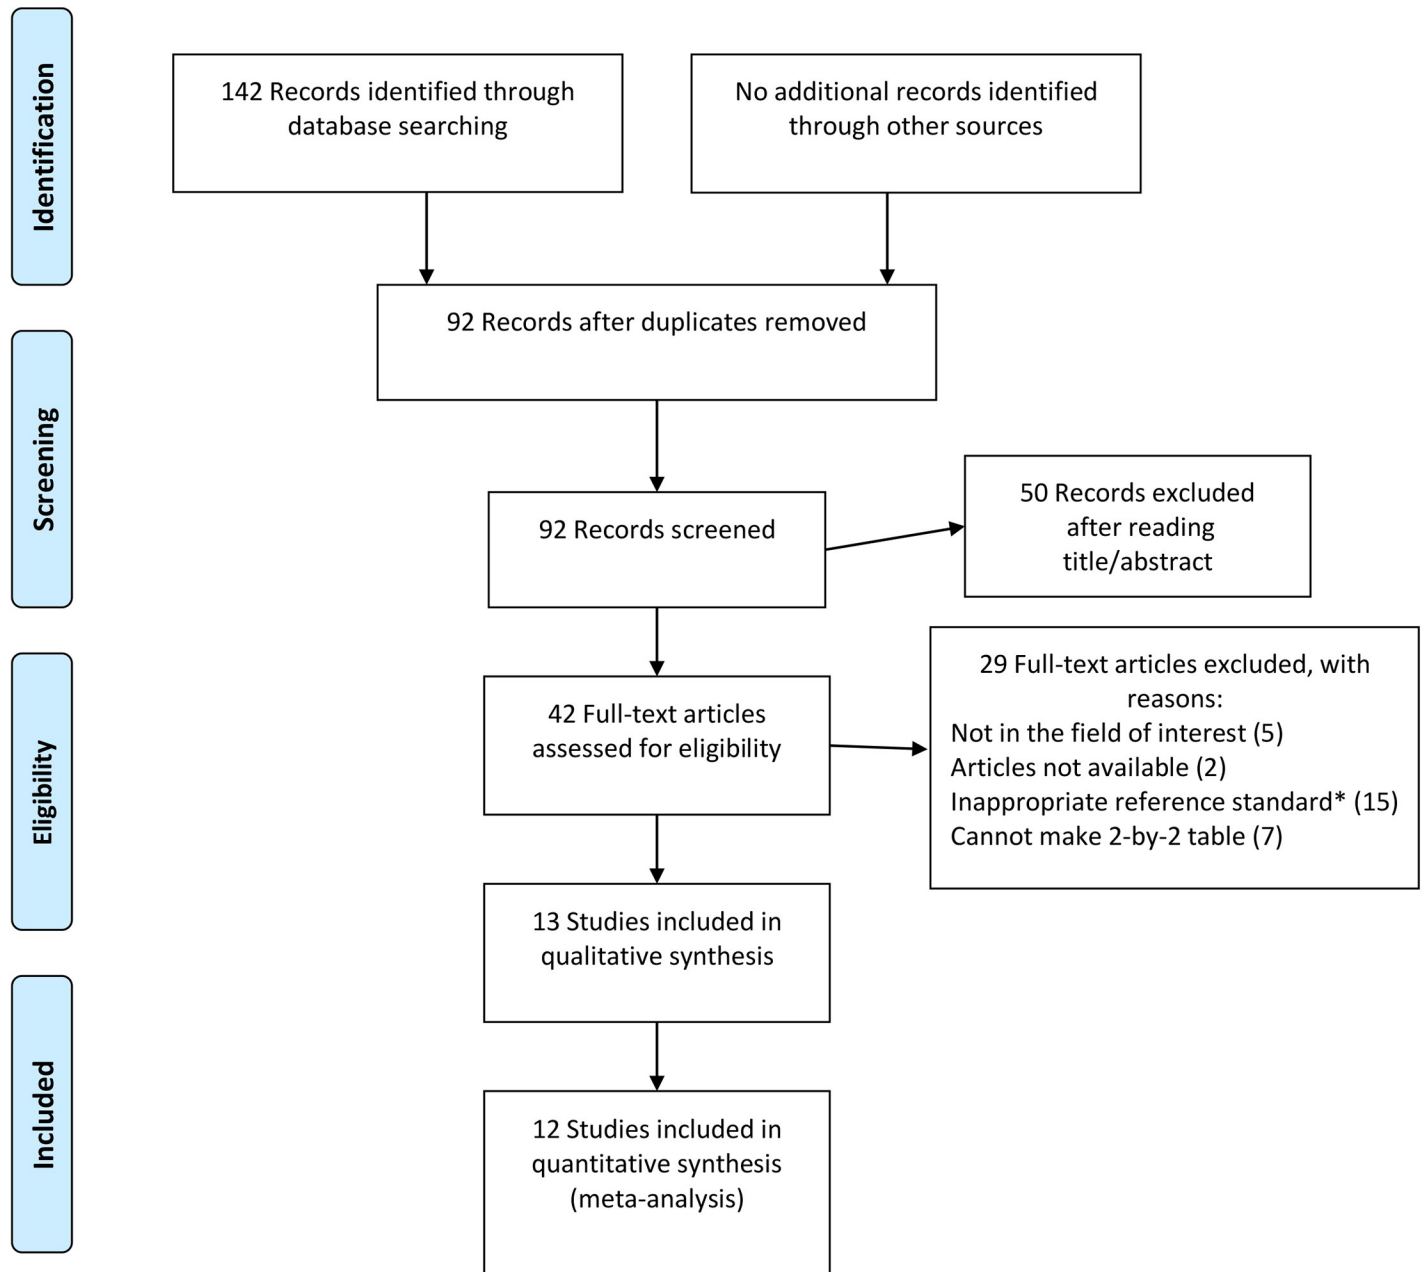 Identification
142 Records identified through
database searching
No additional records identified
through other sources
92 Records after duplicates removed
Screening
92 Records screened
50 Records excluded
after reading
title/abstract
Eligibility
42 Full-text articles
assessed for eligibility
29 Full-text articles excluded, with
reasons:
Not in the field of interest (5)
Articles not available (2)
Inappropriate reference standard* (15)
Cannot make 2-by-2 table (7)
13 Studies included in
qualitative synthesis
Included
12 Studies included in
quantitative synthesis
(meta-analysis)